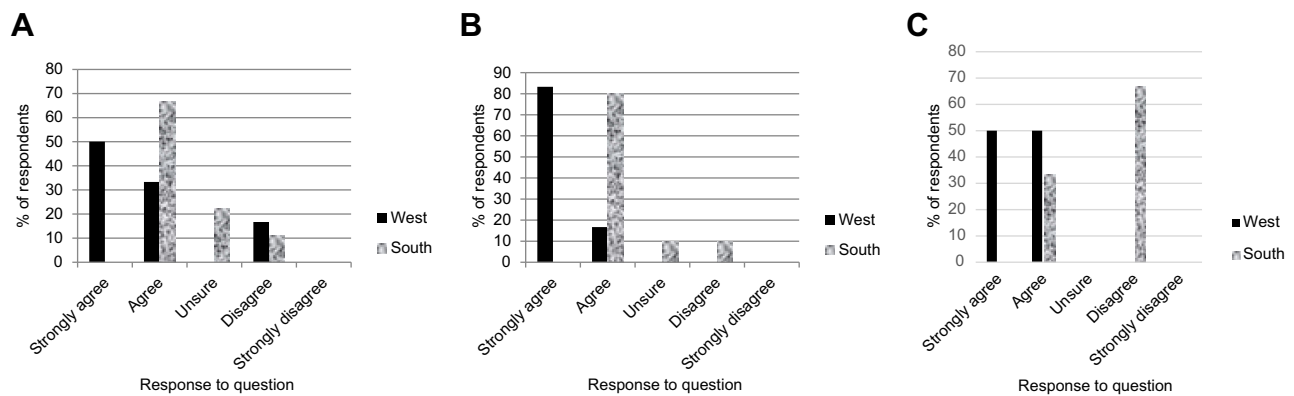 A
% of respondents
80
70
60
50
40
30
20
10
0
Strongly agree
Agree
Unsure
Disagree
Strongly disagree
Response to question
West
South
B
% of respondents
90
80
70
60
50
40
30
20
10
0
Strongly agree
Agree
Unsure
Disagree
Strongly disagree
Response to question
West
South
C
% of respondents
80
70
60
50
40
30
20
10
0
Strongly agree
Agree
Unsure
Disagree
Strongly disagree
Response to question
West
South